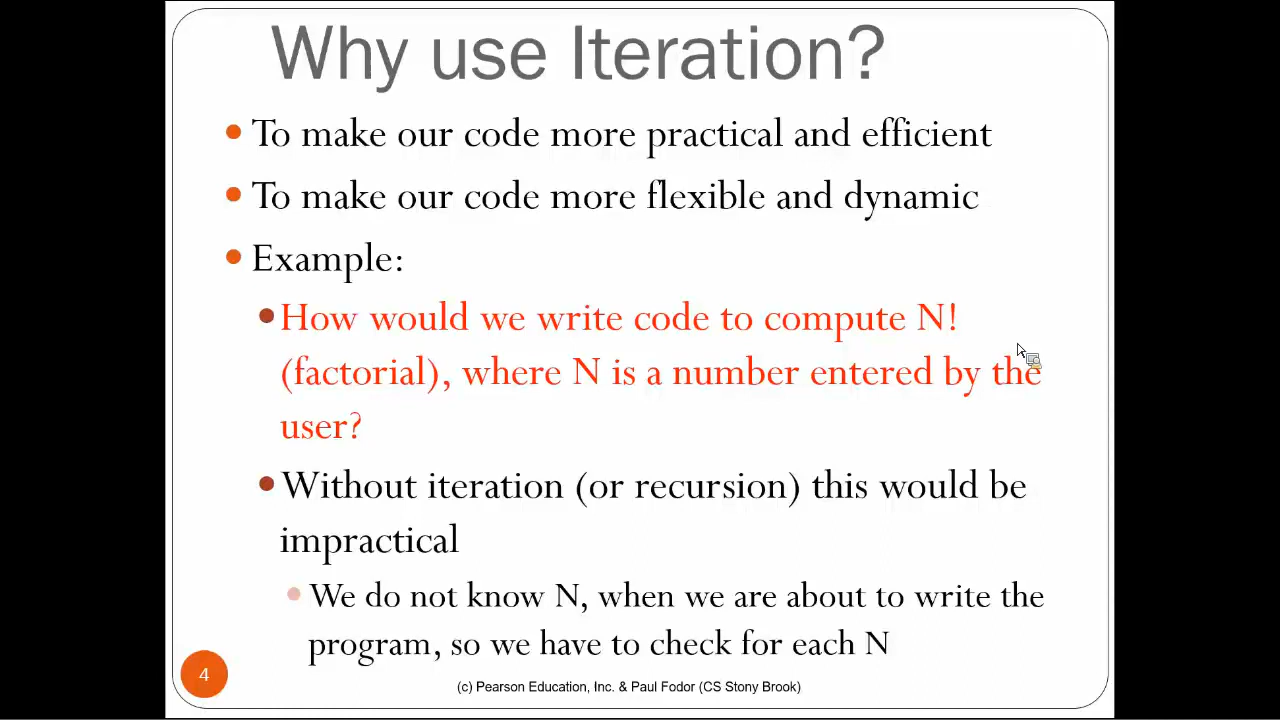 Why use Iteration?
To make our code more practical and efficient
To make our code more flexible and dynamic
Example:
How would we write code to compute N!
(factorial), where N is a number entered by the
user?
Without iteration (or recursion) this would be
impractical
We do not know N, when we are about to write the
program, so we have to check for each N
4
(c) Pearson Education, Inc. & Paul Fodor (CS Stony Brook)